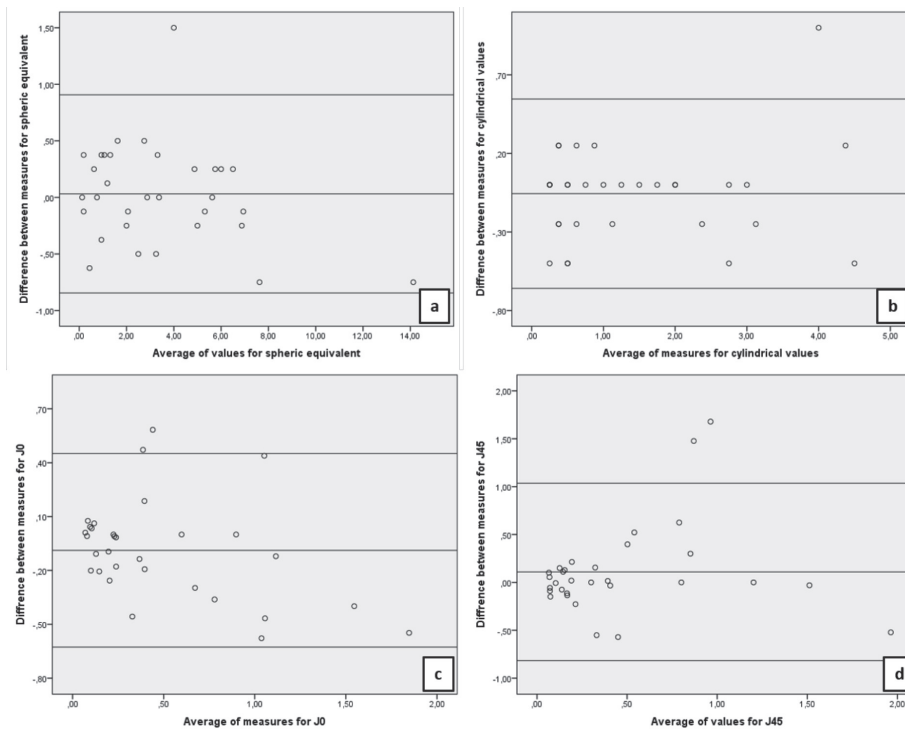 Difference between measures for spheric equivalent
1,50
1,00
,50
,00
-,50
-1,00
,00 2,00 4,00 6,00 8,00 10,00 12,00 14,00
Average of values for spheric equivalent
a
Diffrence between measures for cylindrical values
,70
,20
-,30
-,80
,00 1,00 2,00 3,00 4,00 5,00
Average of measures for cylindrical values
b
Diffrence between measures for J0
,70
,40
,10
-,20
-,50
-,80
,00 ,50 1,00 1,50 2,00
Average of measures for J0
c
Diffrence between measures for J45
2,00
1,50
1,00
,50
,00
-,50
-1,00
,00 ,50 1,00 1,50 2,00
Average of values for J45
d